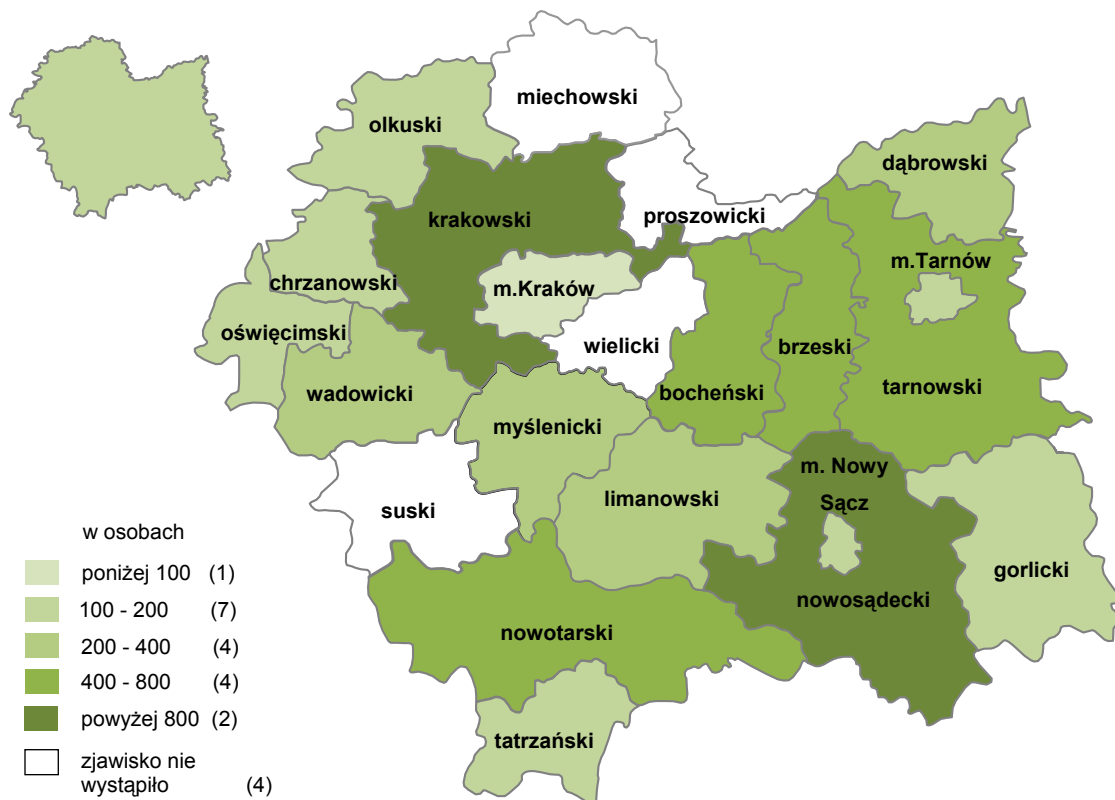 miechowski
olkuski
dąbrowski
krakowski
proszowicki
m.Tarnów
chrzanowski
m.Kraków
oświęcimski
wielicki
brzeski
wadowicki
bocheński
tarnowski
myślenicki
m. Nowy
Sącz
limanowski
suski
gorlicki
nowosądecki
nowotarski
tatrzański
w osobach
poniżej 100 (1)
100 - 200 (7)
200 - 400 (4)
400 - 800 (4)
powyżej 800 (2)
zjawisko nie
wystąpiło (4)